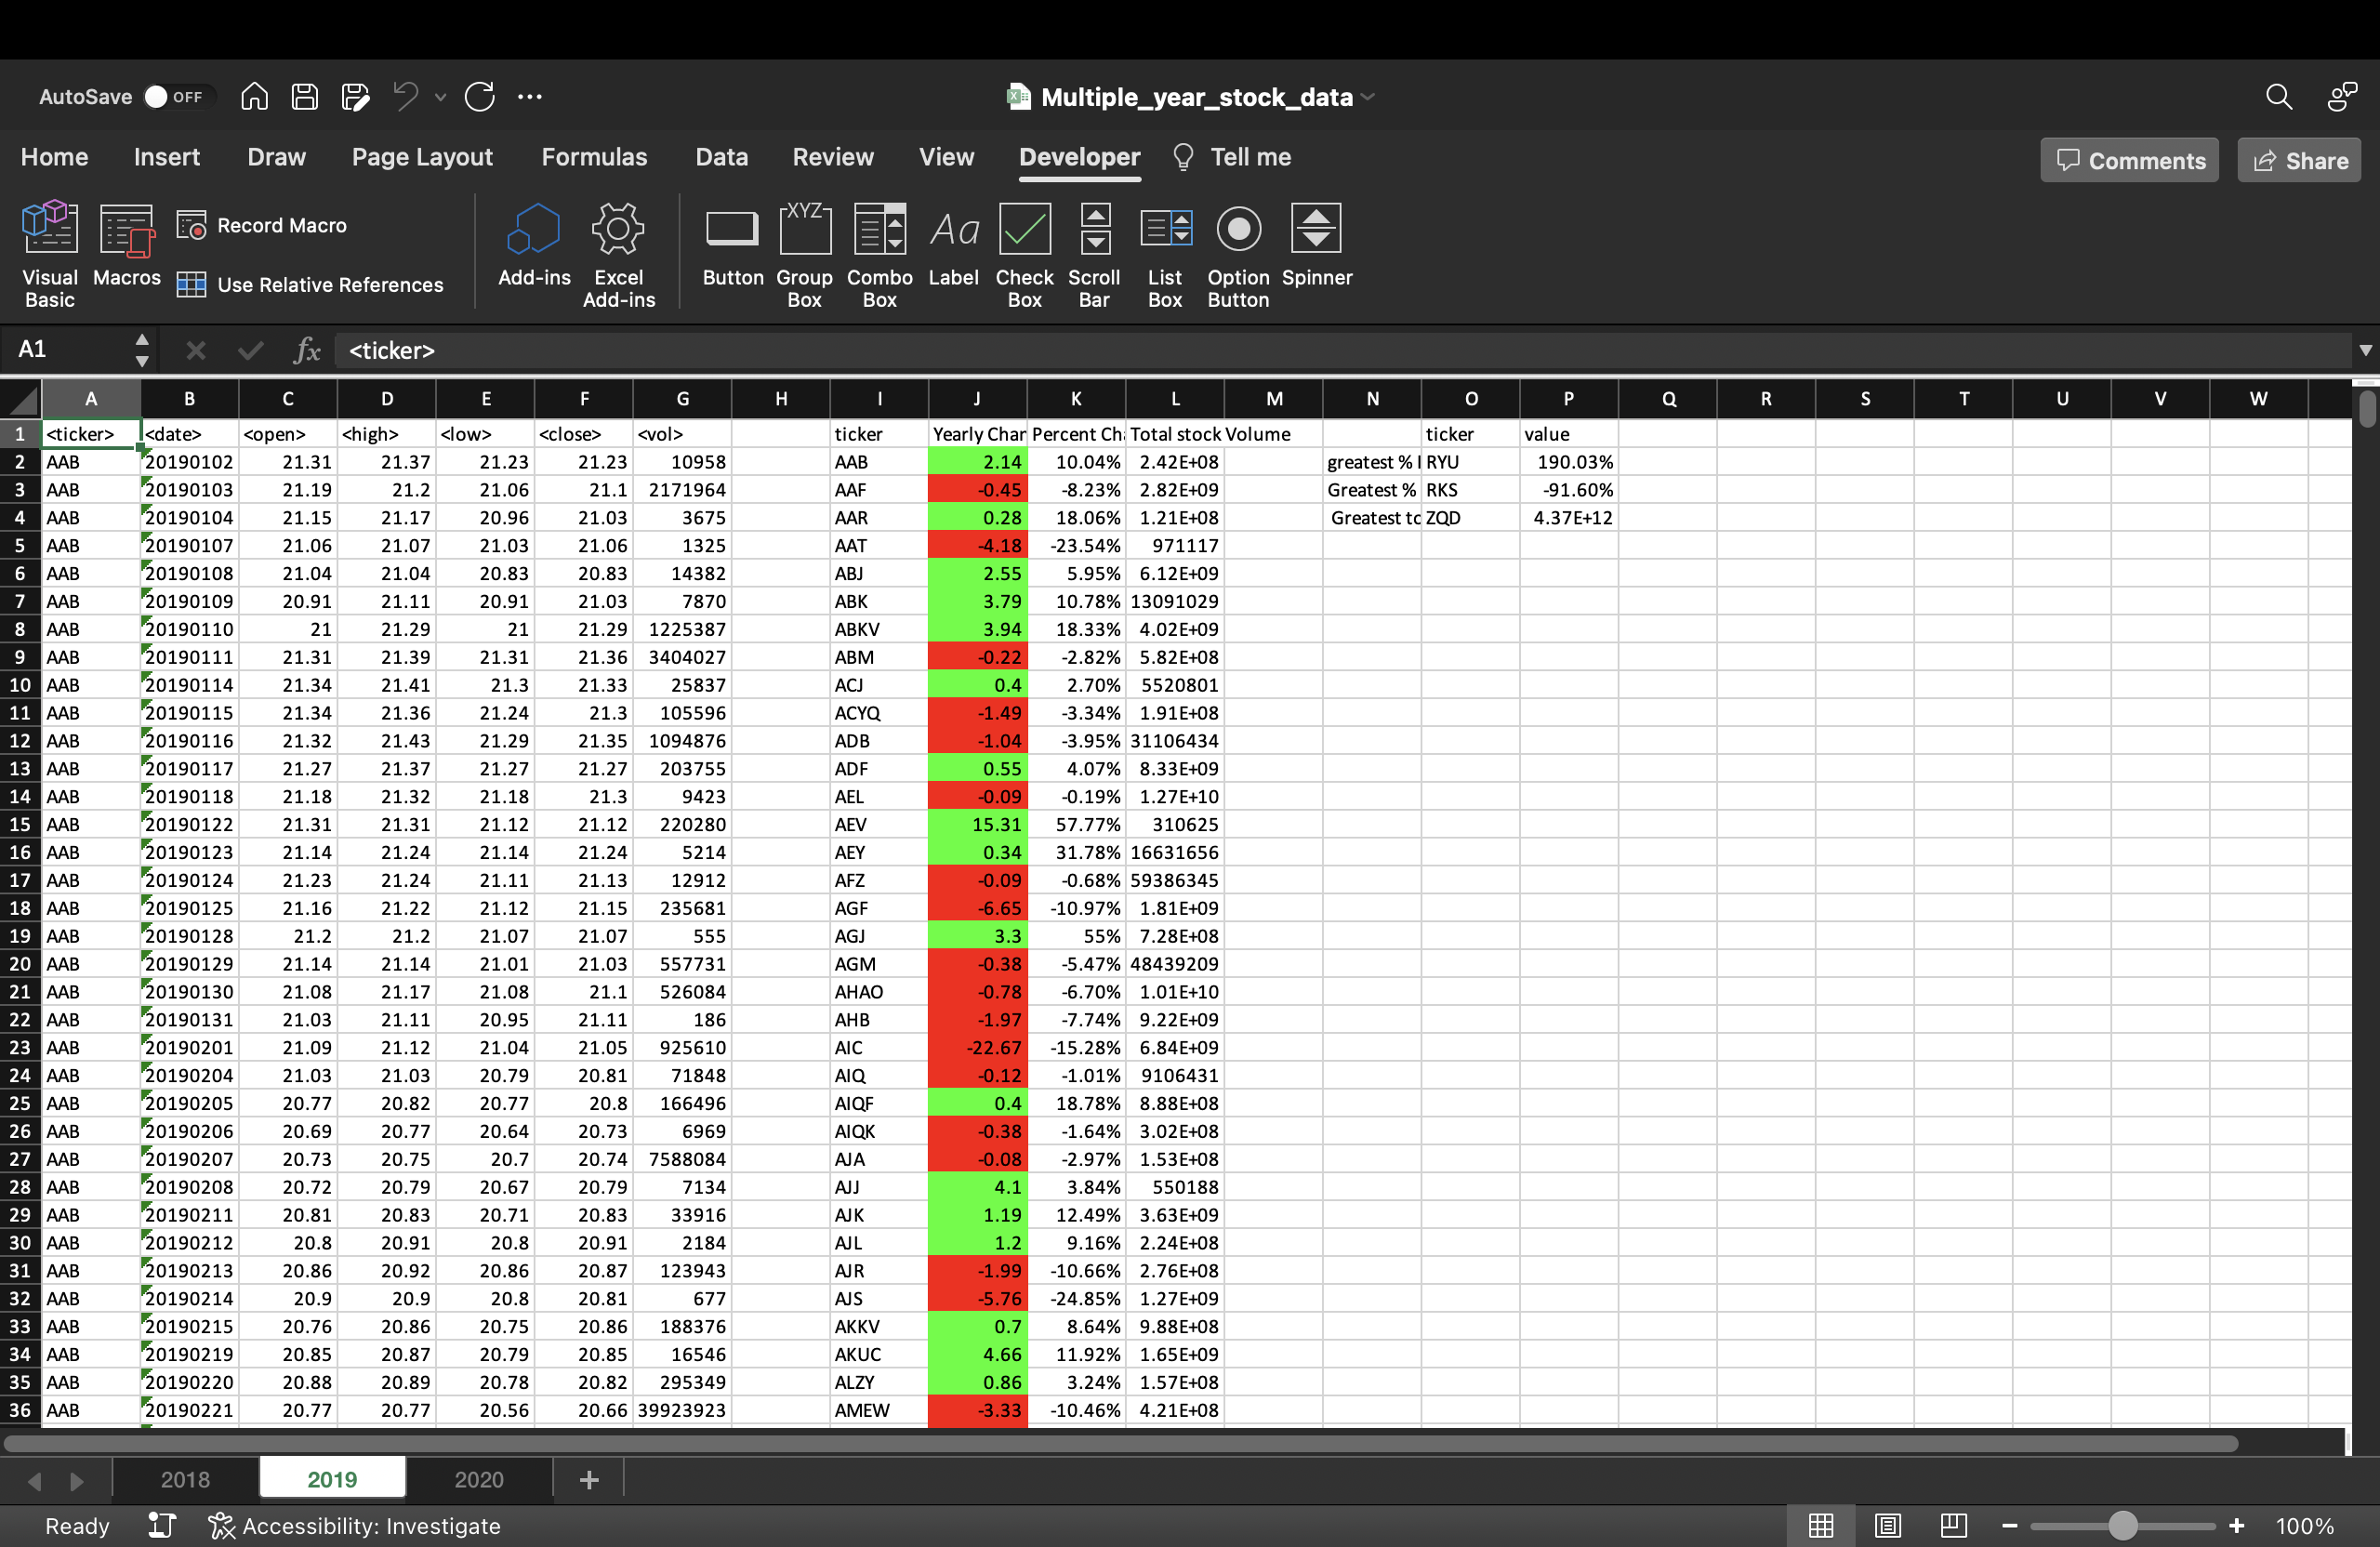 AutoSave OFF Multiple_year_stock_data
Home Insert Draw Page Layout Formulas Data Review View Developer Tell me Comments Share
XYZ Aa
Record Macro
Visual Basic Macros Use Relative References Add-ins Excel Add-ins Button Group Box Combo Box Label Check Box Scroll Bar List Box Option Button Spinner
A1 fx <ticker>
A B C D E F G H I J K L M N O P Q R S T U V W
1 <ticker> <date> <open> <high> <low> <close> <vol> ticker Yearly Char Percent Cha Total stock Volume ticker value
2 AAB 20190102 21.31 21.37 21.23 21.23 10958 AAB 2.14 10.04% 2.42E+08 greatest % I RYU 190.03%
3 AAB 20190103 21.19 21.2 21.06 21.1 2171964 AAF -0.45 -8.23% 2.82E+09 Greatest % RKS -91.60%
4 AAB 20190104 21.15 21.17 20.96 21.03 3675 AAR 0.28 18.06% 1.21E+08 Greatest to ZQD 4.37E+12
5 AAB 20190107 21.06 21.07 21.03 21.06 1325 AAT -4.18 -23.54% 971117
6 AAB 20190108 21.04 21.04 20.83 20.83 14382 ABJ 2.55 5.95% 6.12E+09
7 AAB 20190109 20.91 21.11 20.91 21.03 7870 ABK 3.79 10.78% 13091029
8 AAB 20190110 21 21.29 21 21.29 1225387 ABKV 3.94 18.33% 4.02E+09
9 AAB 20190111 21.31 21.39 21.31 21.36 3404027 ABM -0.22 -2.82% 5.82E+08
10 AAB 20190114 21.34 21.41 21.3 21.33 25837 ACJ 0.4 2.70% 5520801
11 AAB 20190115 21.34 21.36 21.24 21.3 105596 ACYQ -1.49 -3.34% 1.91E+08
12 AAB 20190116 21.32 21.43 21.29 21.35 1094876 ADB -1.04 -3.95% 31106434
13 AAB 20190117 21.27 21.37 21.27 21.27 203755 ADF 0.55 4.07% 8.33E+09
14 AAB 20190118 21.18 21.32 21.18 21.3 9423 AEL -0.09 -0.19% 1.27E+10
15 AAB 20190122 21.31 21.31 21.12 21.12 220280 AEV 15.31 57.77% 310625
16 AAB 20190123 21.14 21.24 21.14 21.24 5214 AEY 0.34 31.78% 16631656
17 AAB 20190124 21.23 21.24 21.11 21.13 12912 AFZ -0.09 -0.68% 59386345
18 AAB 20190125 21.16 21.22 21.12 21.15 235681 AGF -6.65 -10.97% 1.81E+09
19 AAB 20190128 21.2 21.2 21.07 21.07 555 AGJ 3.3 55% 7.28E+08
20 AAB 20190129 21.14 21.14 21.01 21.03 557731 AGM -0.38 -5.47% 48439209
21 AAB 20190130 21.08 21.17 21.08 21.1 526084 AHAO -0.78 -6.70% 1.01E+10
22 AAB 20190131 21.03 21.11 20.95 21.11 186 AHB -1.97 -7.74% 9.22E+09
23 AAB 20190201 21.09 21.12 21.04 21.05 925610 AIC -22.67 -15.28% 6.84E+09
24 AAB 20190204 21.03 21.03 20.79 20.81 71848 AIQ -0.12 -1.01% 9106431
25 AAB 20190205 20.77 20.82 20.77 20.8 166496 AIQF 0.4 18.78% 8.88E+08
26 AAB 20190206 20.69 20.77 20.64 20.73 6969 AIQK -0.38 -1.64% 3.02E+08
27 AAB 20190207 20.73 20.75 20.7 20.74 7588084 AJA -0.08 -2.97% 1.53E+08
28 AAB 20190208 20.72 20.79 20.67 20.79 7134 AJJ 4.1 3.84% 550188
29 AAB 20190211 20.81 20.83 20.71 20.83 33916 AJK 1.19 12.49% 3.63E+09
30 AAB 20190212 20.8 20.91 20.8 20.91 2184 AJL 1.2 9.16% 2.24E+08
31 AAB 20190213 20.86 20.92 20.86 20.87 123943 AJR -1.99 -10.66% 2.76E+08
32 AAB 20190214 20.9 20.9 20.8 20.81 677 AJS -5.76 -24.85% 1.27E+09
33 AAB 20190215 20.76 20.86 20.75 20.86 188376 AKKV 0.7 8.64% 9.88E+08
34 AAB 20190219 20.85 20.87 20.79 20.85 16546 AKUC 4.66 11.92% 1.65E+09
35 AAB 20190220 20.88 20.89 20.78 20.82 295349 ALZY 0.86 3.24% 1.57E+08
36 AAB 20190221 20.77 20.77 20.56 20.66 39923923 AMEW -3.33 -10.46% 4.21E+08
2018 2019 2020 +
Ready Accessibility: Investigate 100%